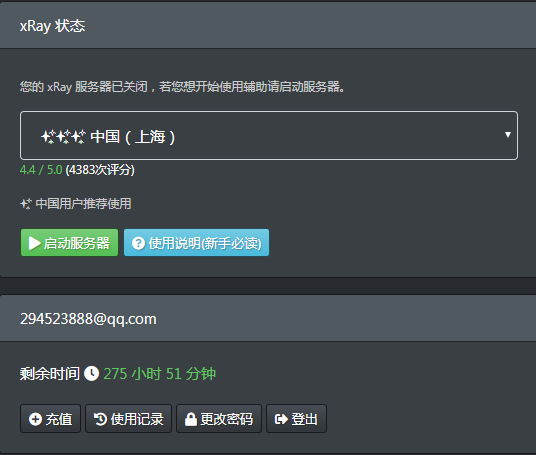 xRay 状态
您的 xRay 服务器已关闭，若您想开始使用辅助请启动服务器。
中国（上海）
4.4 / 5.0 (4383次评分)
中国用户推荐使用
启动服务器 使用说明(新手必读)
294523888@qq.com
剩余时间 275 小时 51 分钟
充值 使用记录 更改密码 登出